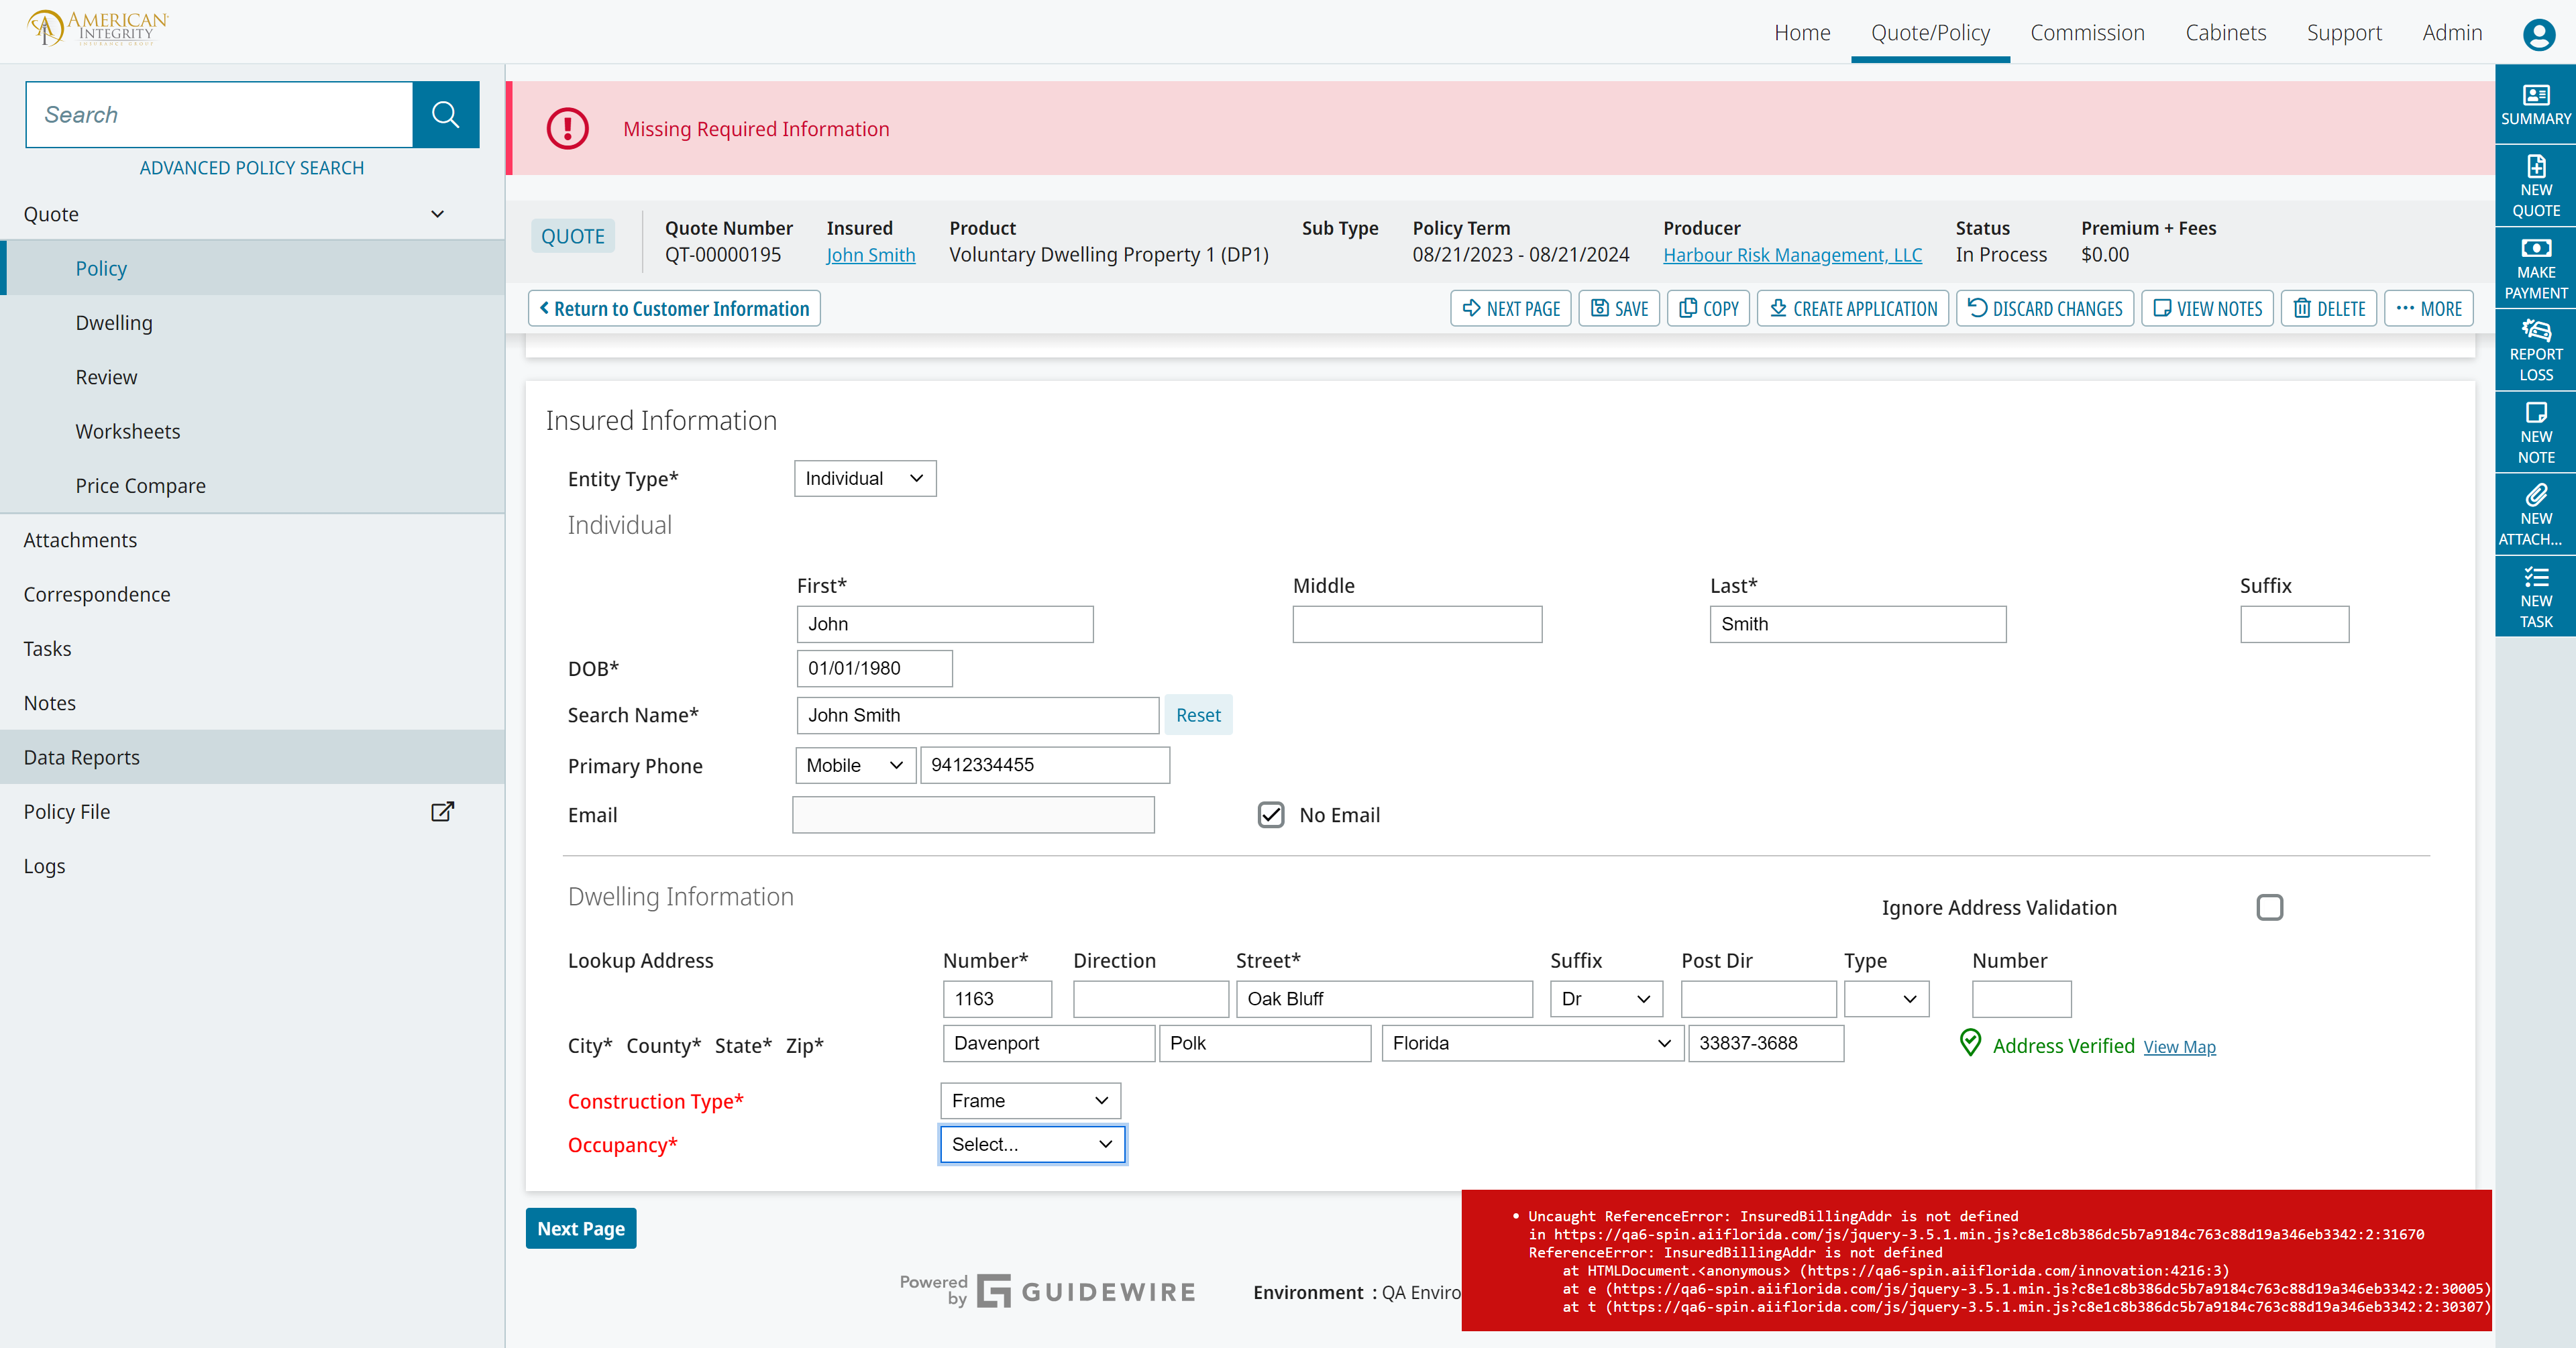 AMERICAN
INTEGRITY
INSURANCE GROUP
Home Quote/Policy Commission Cabinets Support Admin
Search
ADVANCED POLICY SEARCH
Quote
Policy
Dwelling
Review
Worksheets
Price Compare
Attachments
Correspondence
Tasks
Notes
Data Reports
Policy File
Logs
Missing Required Information
QUOTE
Quote Number Insured Product Sub Type Policy Term Producer Status Premium + Fees
QT-00000195 John Smith Voluntary Dwelling Property 1 (DP1) 08/21/2023 - 08/21/2024 Harbour Risk Management, LLC In Process $0.00
Return to Customer Information
NEXT PAGE SAVE COPY CREATE APPLICATION DISCARD CHANGES VIEW NOTES DELETE MORE
Insured Information
Entity Type* Individual
Individual
First* Middle Last* Suffix
John Smith
DOB* 01/01/1980
Search Name* John Smith Reset
Primary Phone Mobile 9412334455
Email No Email
Dwelling Information
Ignore Address Validation
Lookup Address Number* Direction Street* Suffix Post Dir Type Number
1163 Oak Bluff Dr
City* County* State* Zip* Davenport Polk Florida 33837-3688 Address Verified View Map
Construction Type* Frame
Occupancy* Select...
Next Page
Powered
by GUIDEWIRE
Environment : QA Enviro
• Uncaught ReferenceError: InsuredBillingAddr is not defined
in https://qa6-spin.aiiflorida.com/js/jquery-3.5.1.min.js?c8e1c8b386dc5b7a9184c763c88d19a346eb3342:2:31670
ReferenceError: InsuredBillingAddr is not defined
at HTMLDocument.<anonymous> (https://qa6-spin.aiiflorida.com/innovation:4216:3)
at e (https://qa6-spin.aiiflorida.com/js/jquery-3.5.1.min.js?c8e1c8b386dc5b7a9184c763c88d19a346eb3342:2:30005)
at t (https://qa6-spin.aiiflorida.com/js/jquery-3.5.1.min.js?c8e1c8b386dc5b7a9184c763c88d19a346eb3342:2:30307)
SUMMARY
NEW
QUOTE
MAKE
PAYMENT
REPORT
LOSS
NEW
NOTE
NEW
ATTACH...
NEW
TASK